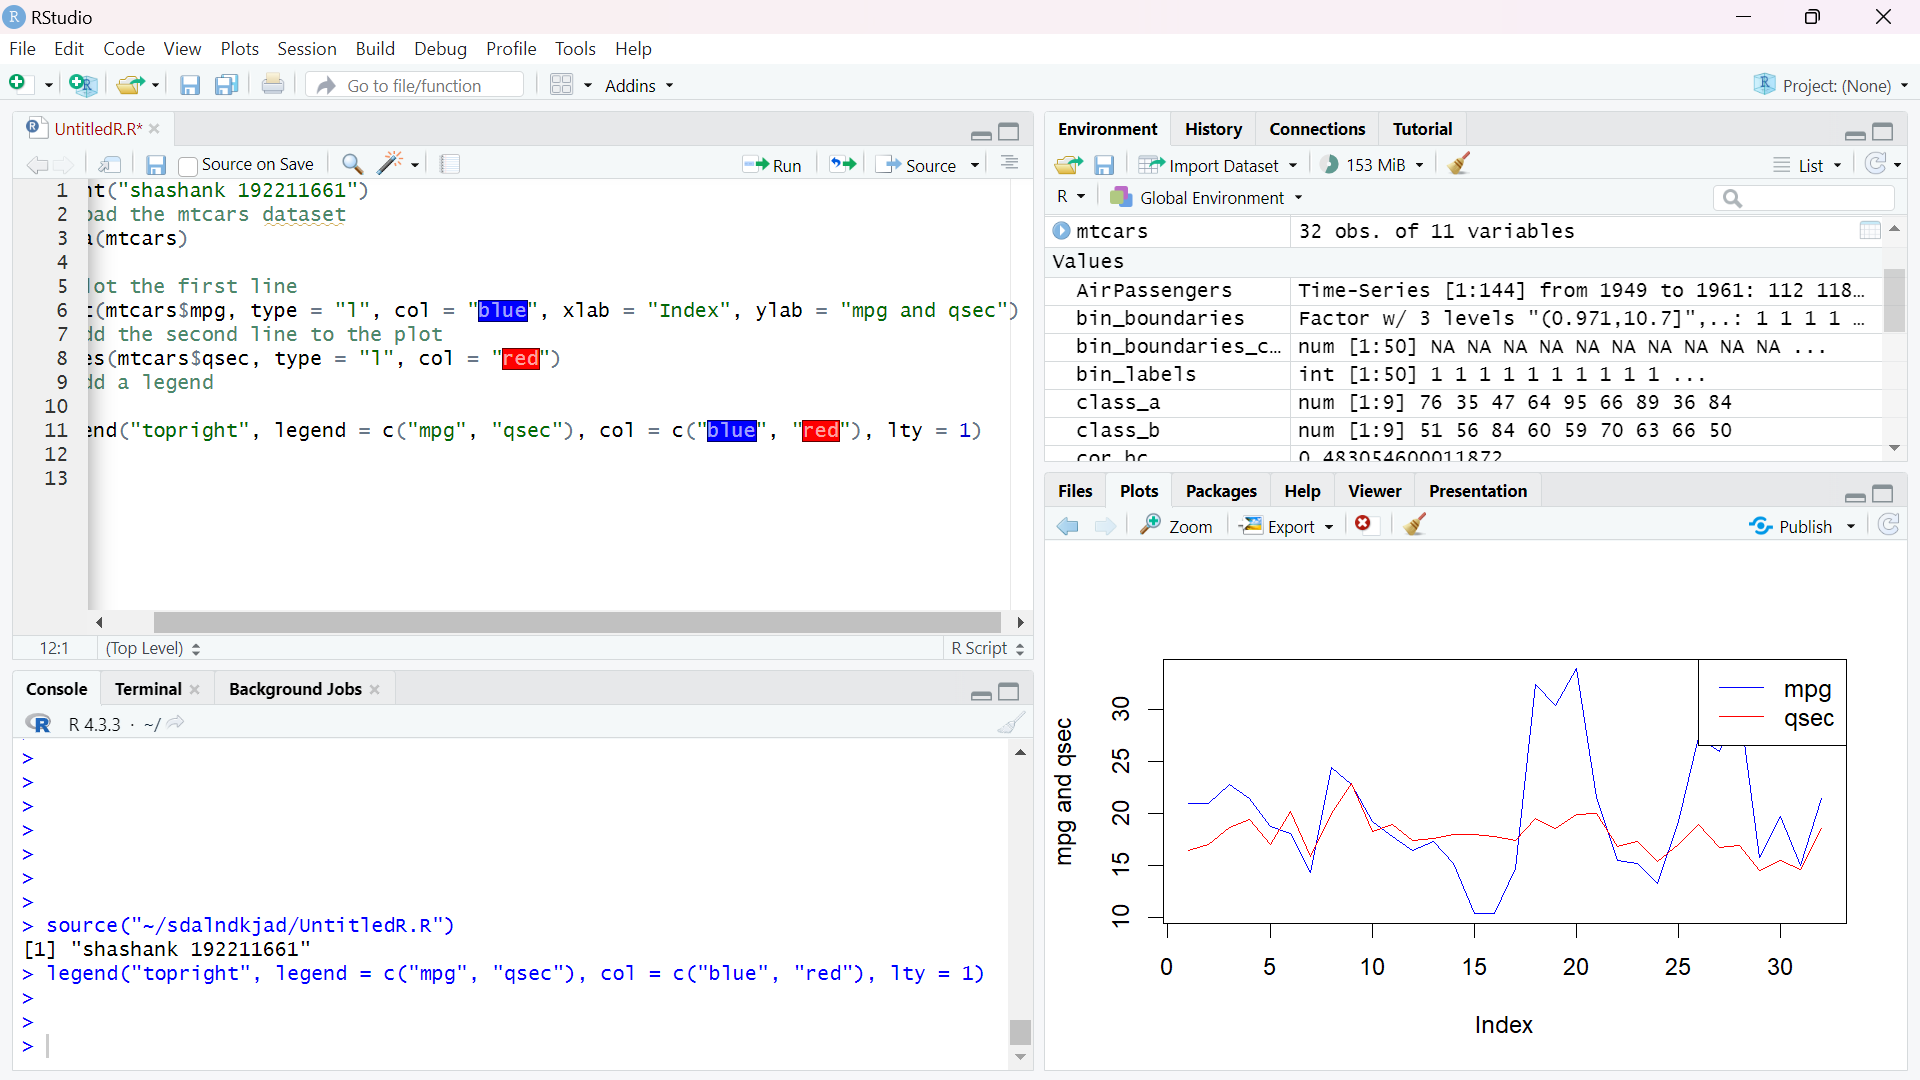 RStudio
File Edit Code View Plots Session Build Debug Profile Tools Help
Go to file/function Addins Project: (None)
UntitledR.R*
Source on Save Run Source
1 nt("shashank 192211661")
2 oad the mtcars dataset
3 a(mtcars)
4
5 lot the first line
6 t(mtcars$mpg, type = "l", col = "blue", xlab = "Index", ylab = "mpg and qsec")
7 dd the second line to the plot
8 es(mtcars$qsec, type = "l", col = "red")
9 dd a legend
10
11 end("topright", legend = c("mpg", "qsec"), col = c("blue", "red"), lty = 1)
12
13
12:1 (Top Level) R Script
Console Terminal Background Jobs
R 4.3.3 · ~/
>
>
>
>
>
>
>
> source("~/sdalndkjad/UntitledR.R")
[1] "shashank 192211661"
> legend("topright", legend = c("mpg", "qsec"), col = c("blue", "red"), lty = 1)
>
>
>
Environment History Connections Tutorial
Import Dataset 153 MiB List
R Global Environment
mtcars 32 obs. of 11 variables
Values
AirPassengers Time-Series [1:144] from 1949 to 1961: 112 118…
bin_boundaries Factor w/ 3 levels "(0.971,10.7]",..: 1 1 1 1 …
bin_boundaries_c… num [1:50] NA NA NA NA NA NA NA NA NA NA ...
bin_labels int [1:50] 1 1 1 1 1 1 1 1 1 1 ...
class_a num [1:9] 76 35 47 64 95 66 89 36 84
class_b num [1:9] 51 56 84 60 59 70 63 66 50
cor_bc 0.483054600011872
Files Plots Packages Help Viewer Presentation
Zoom Export Publish
mpg
qsec
mpg and qsec
30
25
20
15
10
0 5 10 15 20 25 30
Index